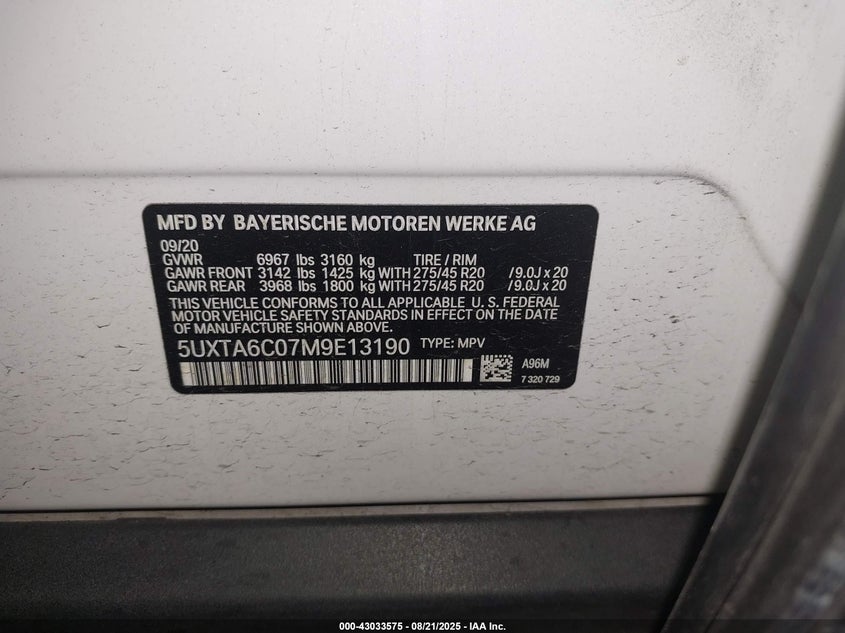 MFD BY BAYERISCHE MOTOREN WERKE AG
09/20
GVWR 6967 lbs 3160 kg TIRE / RIM
GAWR FRONT 3142 lbs 1425 kg WITH 275/45 R20 /9.0J x 20
GAWR REAR 3968 lbs 1800 kg WITH 275/45 R20 /9.0J x 20
THIS VEHICLE CONFORMS TO ALL APPLICABLE U.S. FEDERAL
MOTOR VEHICLE SAFETY STANDARDS IN EFFECT ON THE DATE
OF MANUFACTURE SHOWN ABOVE.
5UXTA6C07M9E13190 TYPE: MPV
A96M
7 320 729
000-43033575 - 08/21/2025 - IAA Inc.